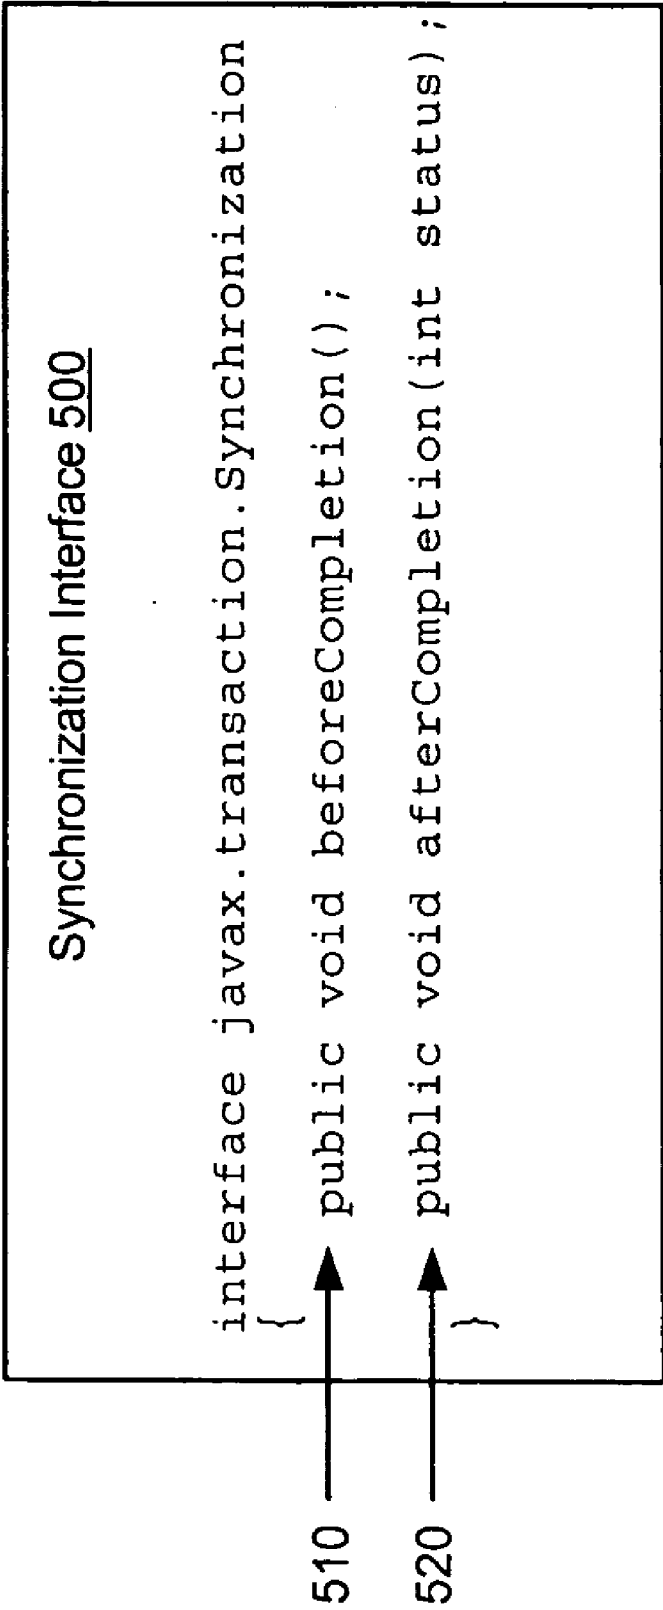 Synchronization Interface 500
interface javax.transaction.Synchronization
{
510 public void beforeCompletion();
520 public void afterCompletion(int status);
}